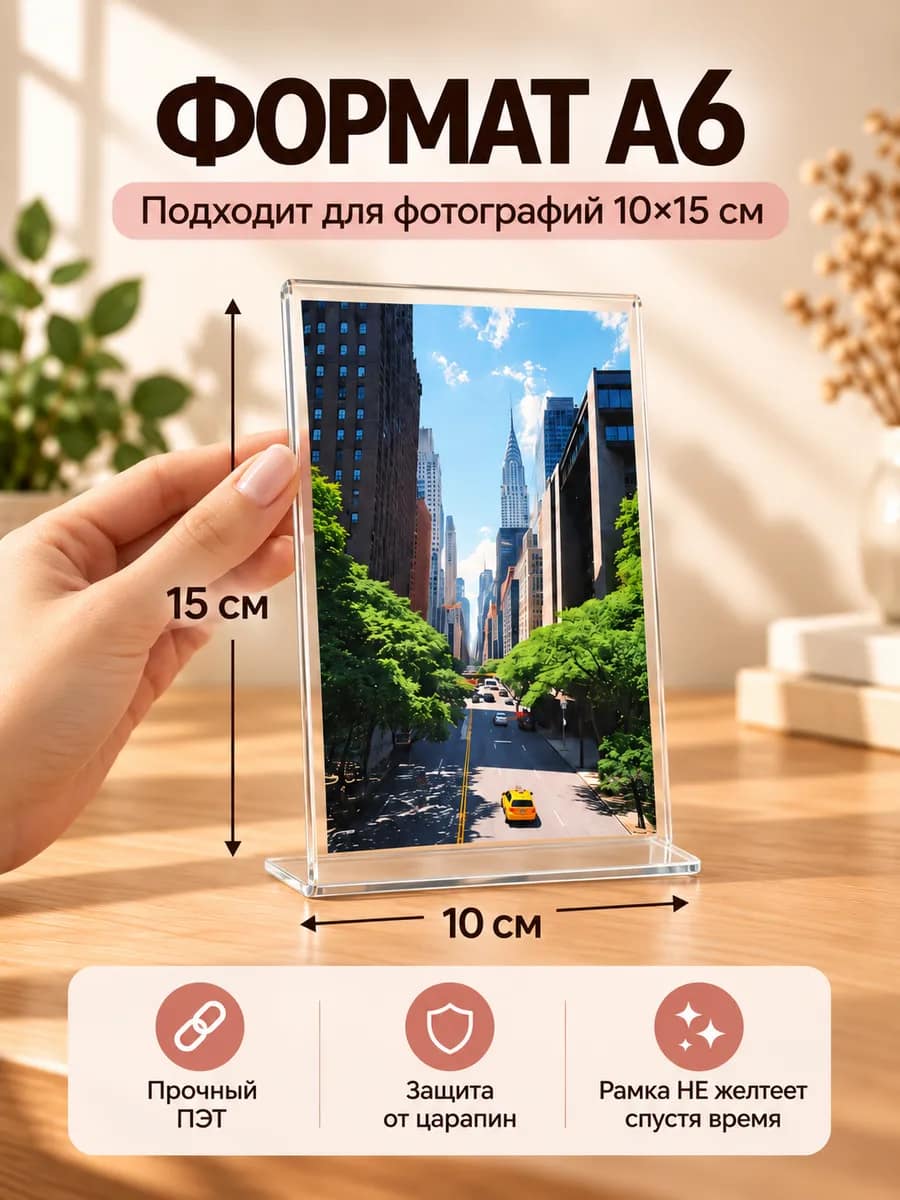 ФОРМАТ А6
Подходит для фотографий 10×15 см
15 см
10 см
Прочный
ПЭТ
Защита
от царапин
Рамка НЕ желтеет
спустя время